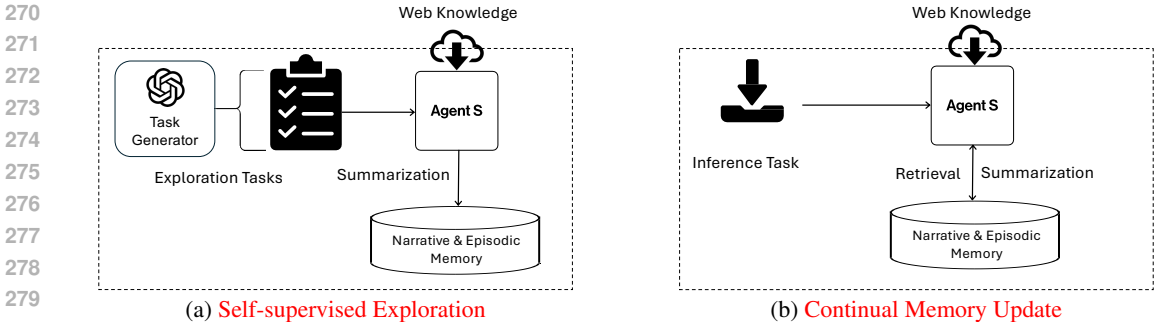 270
271
272
273
274
275
276
277
278
279
Web Knowledge
Task
Generator
Agent S
Exploration Tasks
Summarization
Narrative & Episodic
Memory
(a) Self-supervised Exploration
Web Knowledge
Agent S
Inference Task
Retrieval
Summarization
Narrative & Episodic
Memory
(b) Continual Memory Update